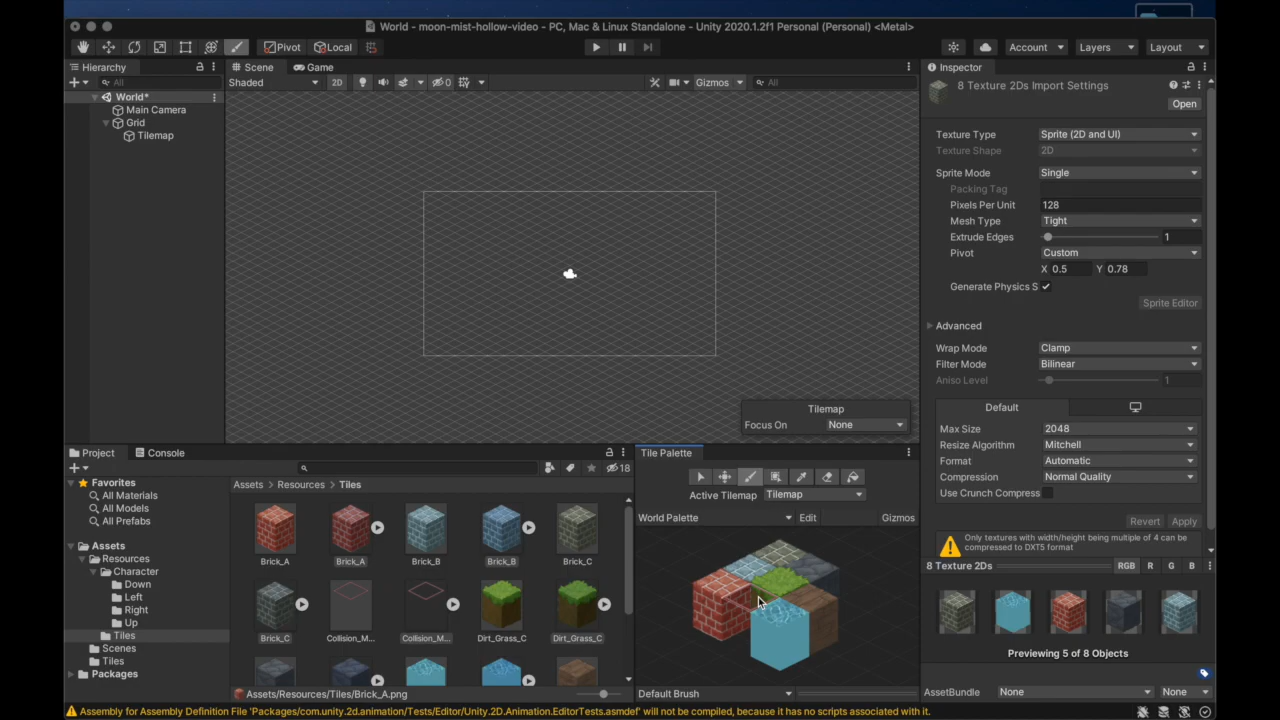 World - moon-mist-hollow-video - PC, Mac & Linux Standalone - Unity 2020.1.2f1 Personal (Personal) <Metal>
Pivot Local Account Layers Layout
Hierarchy
All
World*
Main Camera
Grid
Tilemap
Scene Game
Shaded 2D 0 Gizmos All
Tilemap
Focus On None
Inspector
8 Texture 2Ds Import Settings
Open
Texture Type Sprite (2D and UI)
Texture Shape 2D
Sprite Mode Single
Packing Tag
Pixels Per Unit 128
Mesh Type Tight
Extrude Edges 1
Pivot Custom
X 0.5 Y 0.78
Generate Physics S
Sprite Editor
Advanced
Wrap Mode Clamp
Filter Mode Bilinear
Aniso Level 1
Default
Max Size 2048
Resize Algorithm Mitchell
Format Automatic
Compression Normal Quality
Use Crunch Compress
Revert Apply
Only textures with width/height being multiple of 4 can be
compressed to DXT5 format
8 Texture 2Ds RGB R G B
Previewing 5 of 8 Objects
AssetBundle None None
Project Console
18
Favorites
All Materials
All Models
All Prefabs
Assets
Resources
Character
Down
Left
Right
Up
Tiles
Scenes
Tiles
Packages
Assets Resources Tiles
Brick_A Brick_A Brick_B Brick_B Brick_C
Brick_C Collision_M... Collision_M... Dirt_Grass_C Dirt_Grass_C
Assets/Resources/Tiles/Brick_A.png
Tile Palette
Active Tilemap Tilemap
World Palette Edit Gizmos
Default Brush
Assembly for Assembly Definition File 'Packages/com.unity.2d.animation/Tests/Editor/Unity.2D.Animation.EditorTests.asmdef' will not be compiled, because it has no scripts associated with it.